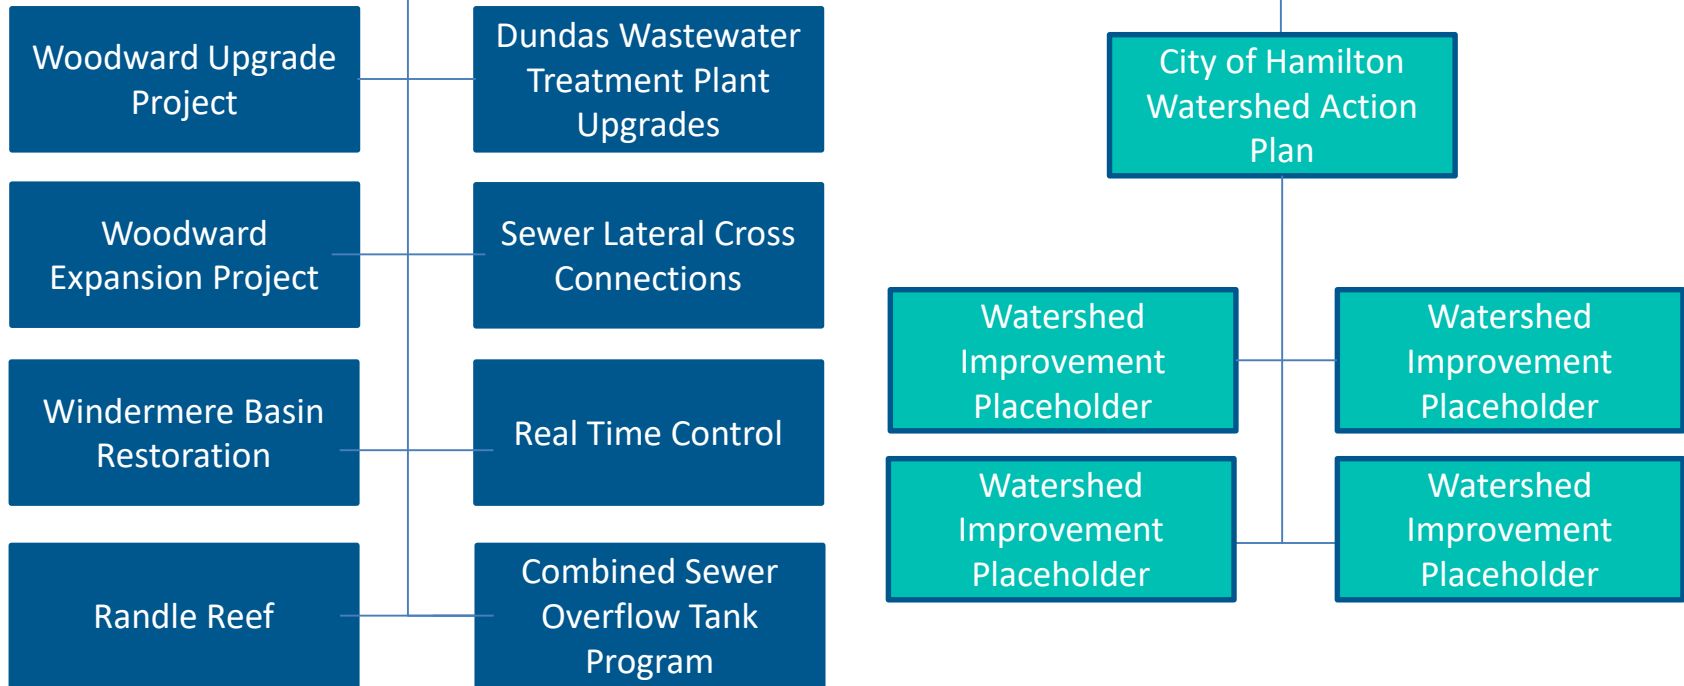 Woodward Upgrade
Project
Dundas Wastewater
Treatment Plant
Upgrades
Woodward
Expansion Project
Sewer Lateral Cross
Connections
Windermere Basin
Restoration
Real Time Control
Randle Reef
Combined Sewer
Overflow Tank
Program
City of Hamilton
Watershed Action
Plan
Watershed
Improvement
Placeholder
Watershed
Improvement
Placeholder
Watershed
Improvement
Placeholder
Watershed
Improvement
Placeholder